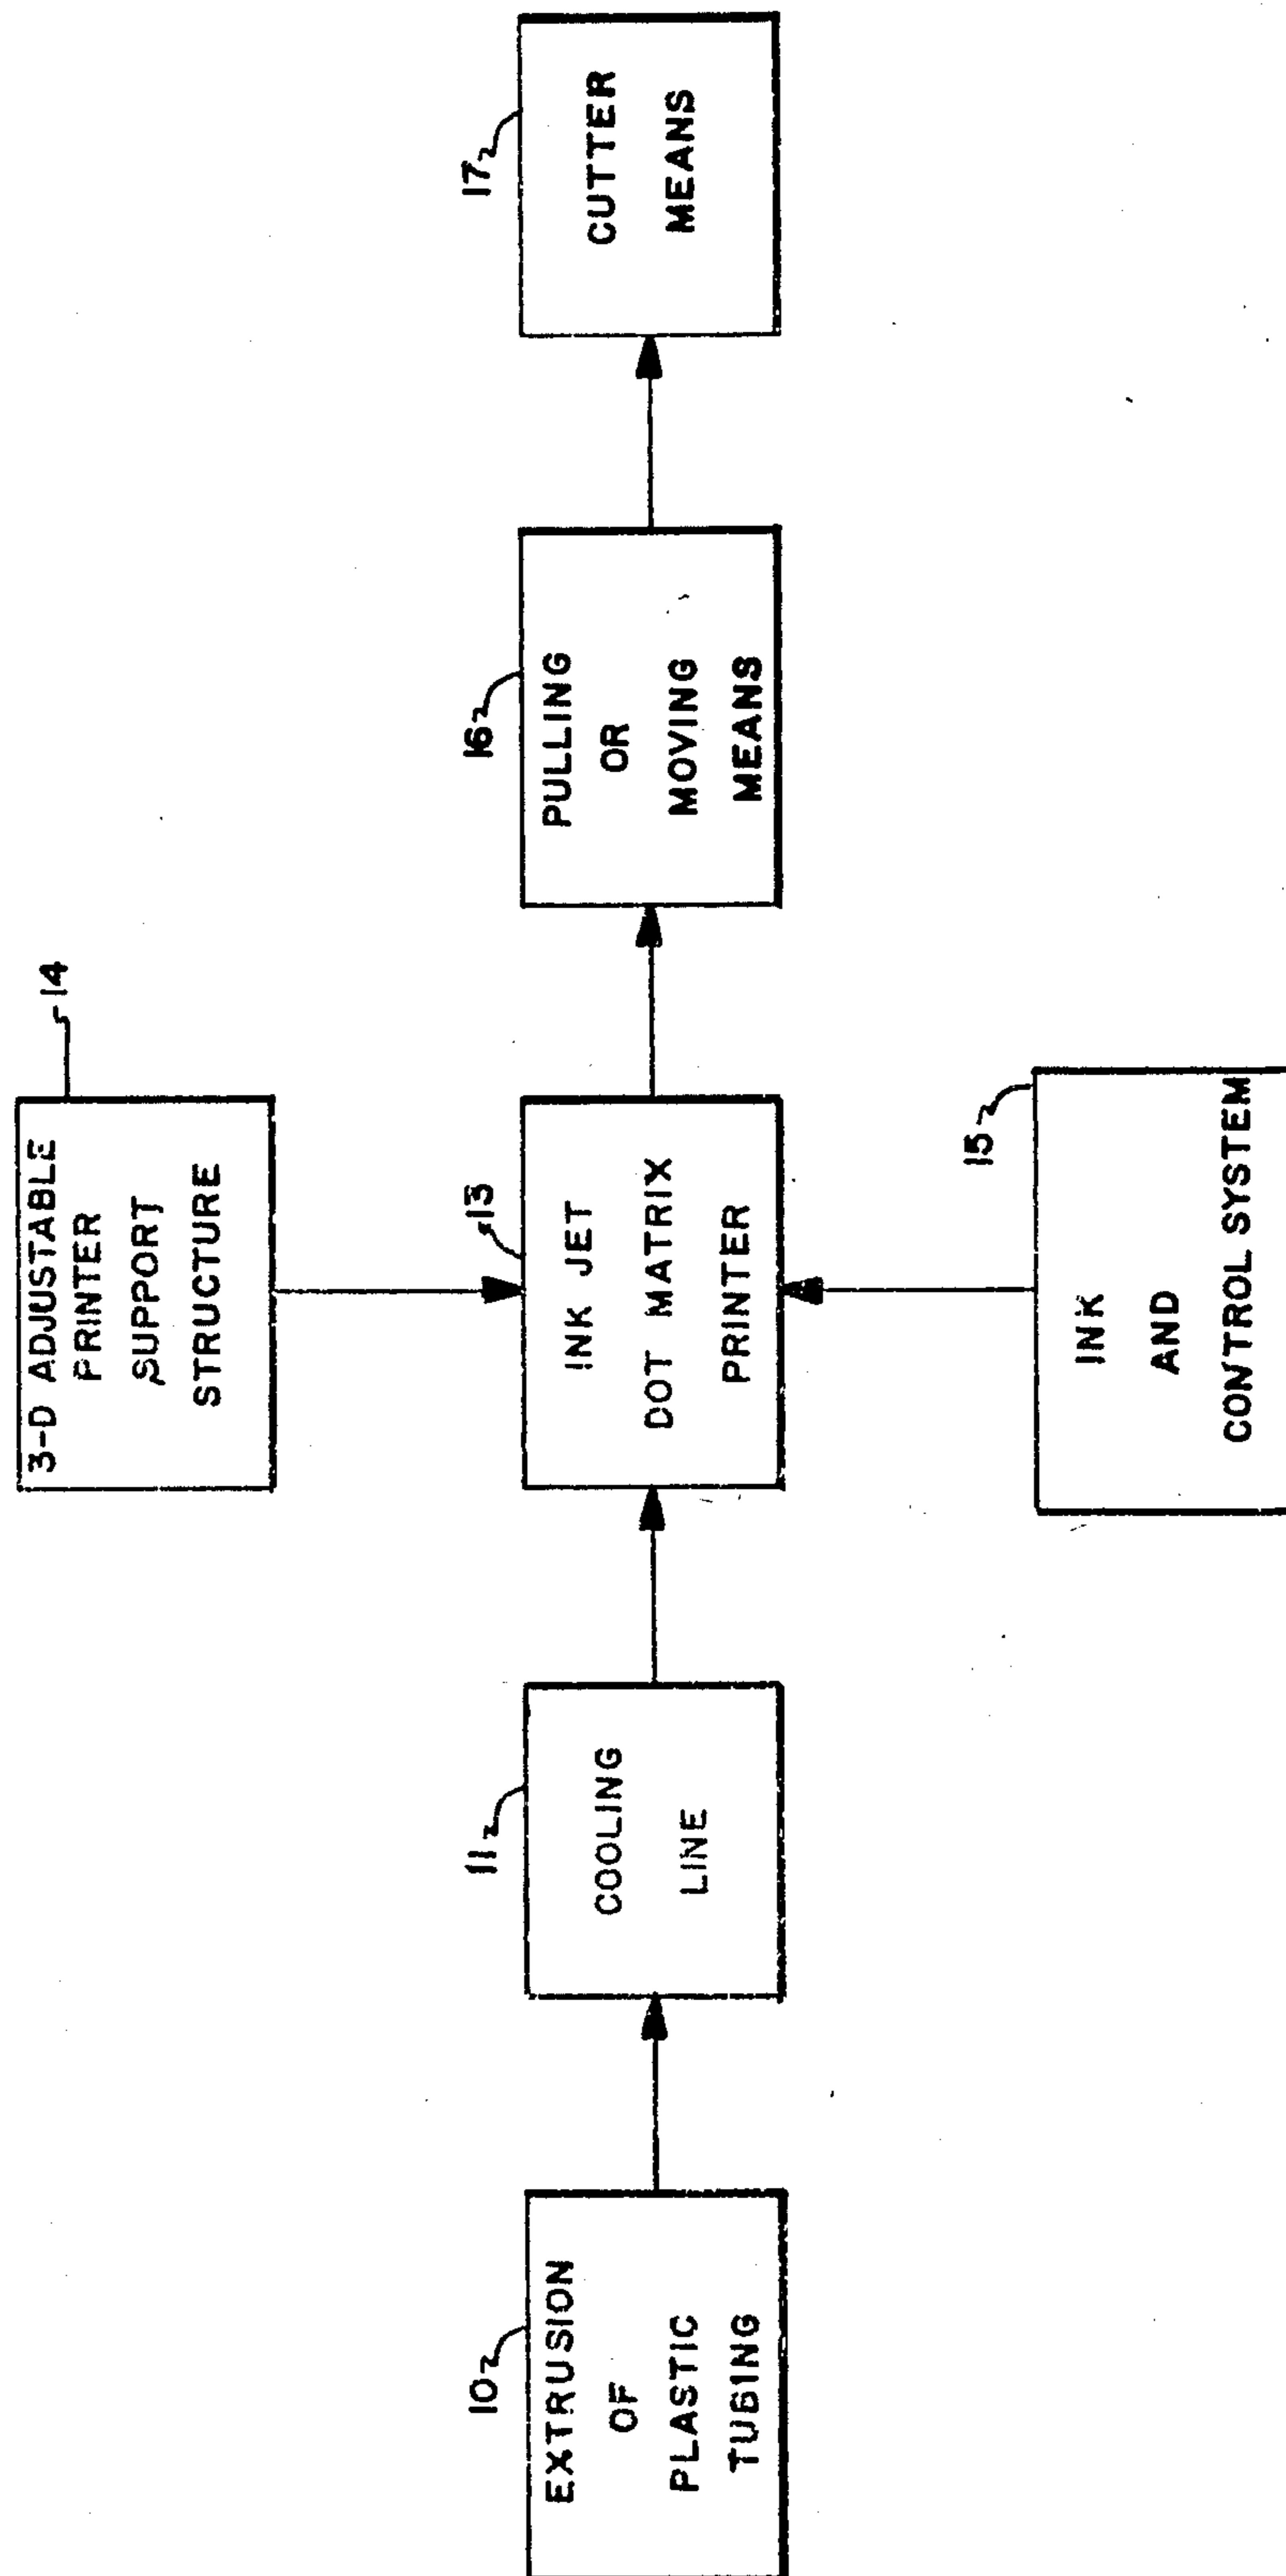 3-D ADJUSTABLE
PRINTER
SUPPORT
STRUCTURE
14
10
EXTRUSION
OF
PLASTIC
TUBING
11
COOLING
LINE
13
INK JET
DOT MATRIX
PRINTER
16
PULLING
OR
MOVING
MEANS
17
CUTTER
MEANS
15
INK
AND
CONTROL SYSTEM